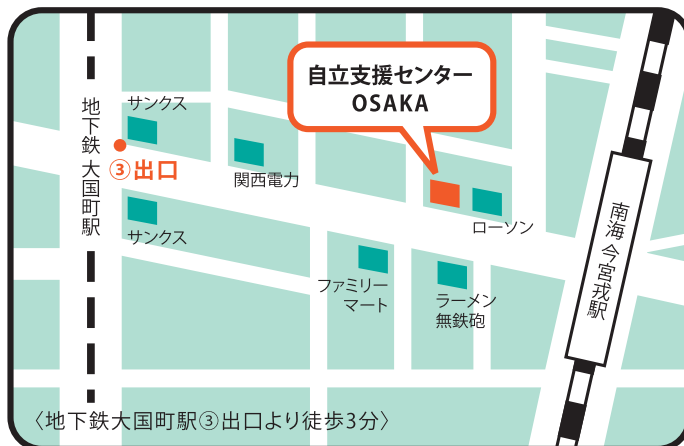 自立支援センター
OSAKA
サンクス
地下鉄 大国町駅
③出口
関西電力
サンクス
ローソン
南海 今宮戎駅
ファミリー
マート
ラーメン
無鉄砲
〈地下鉄大国町駅③出口より徒歩3分〉